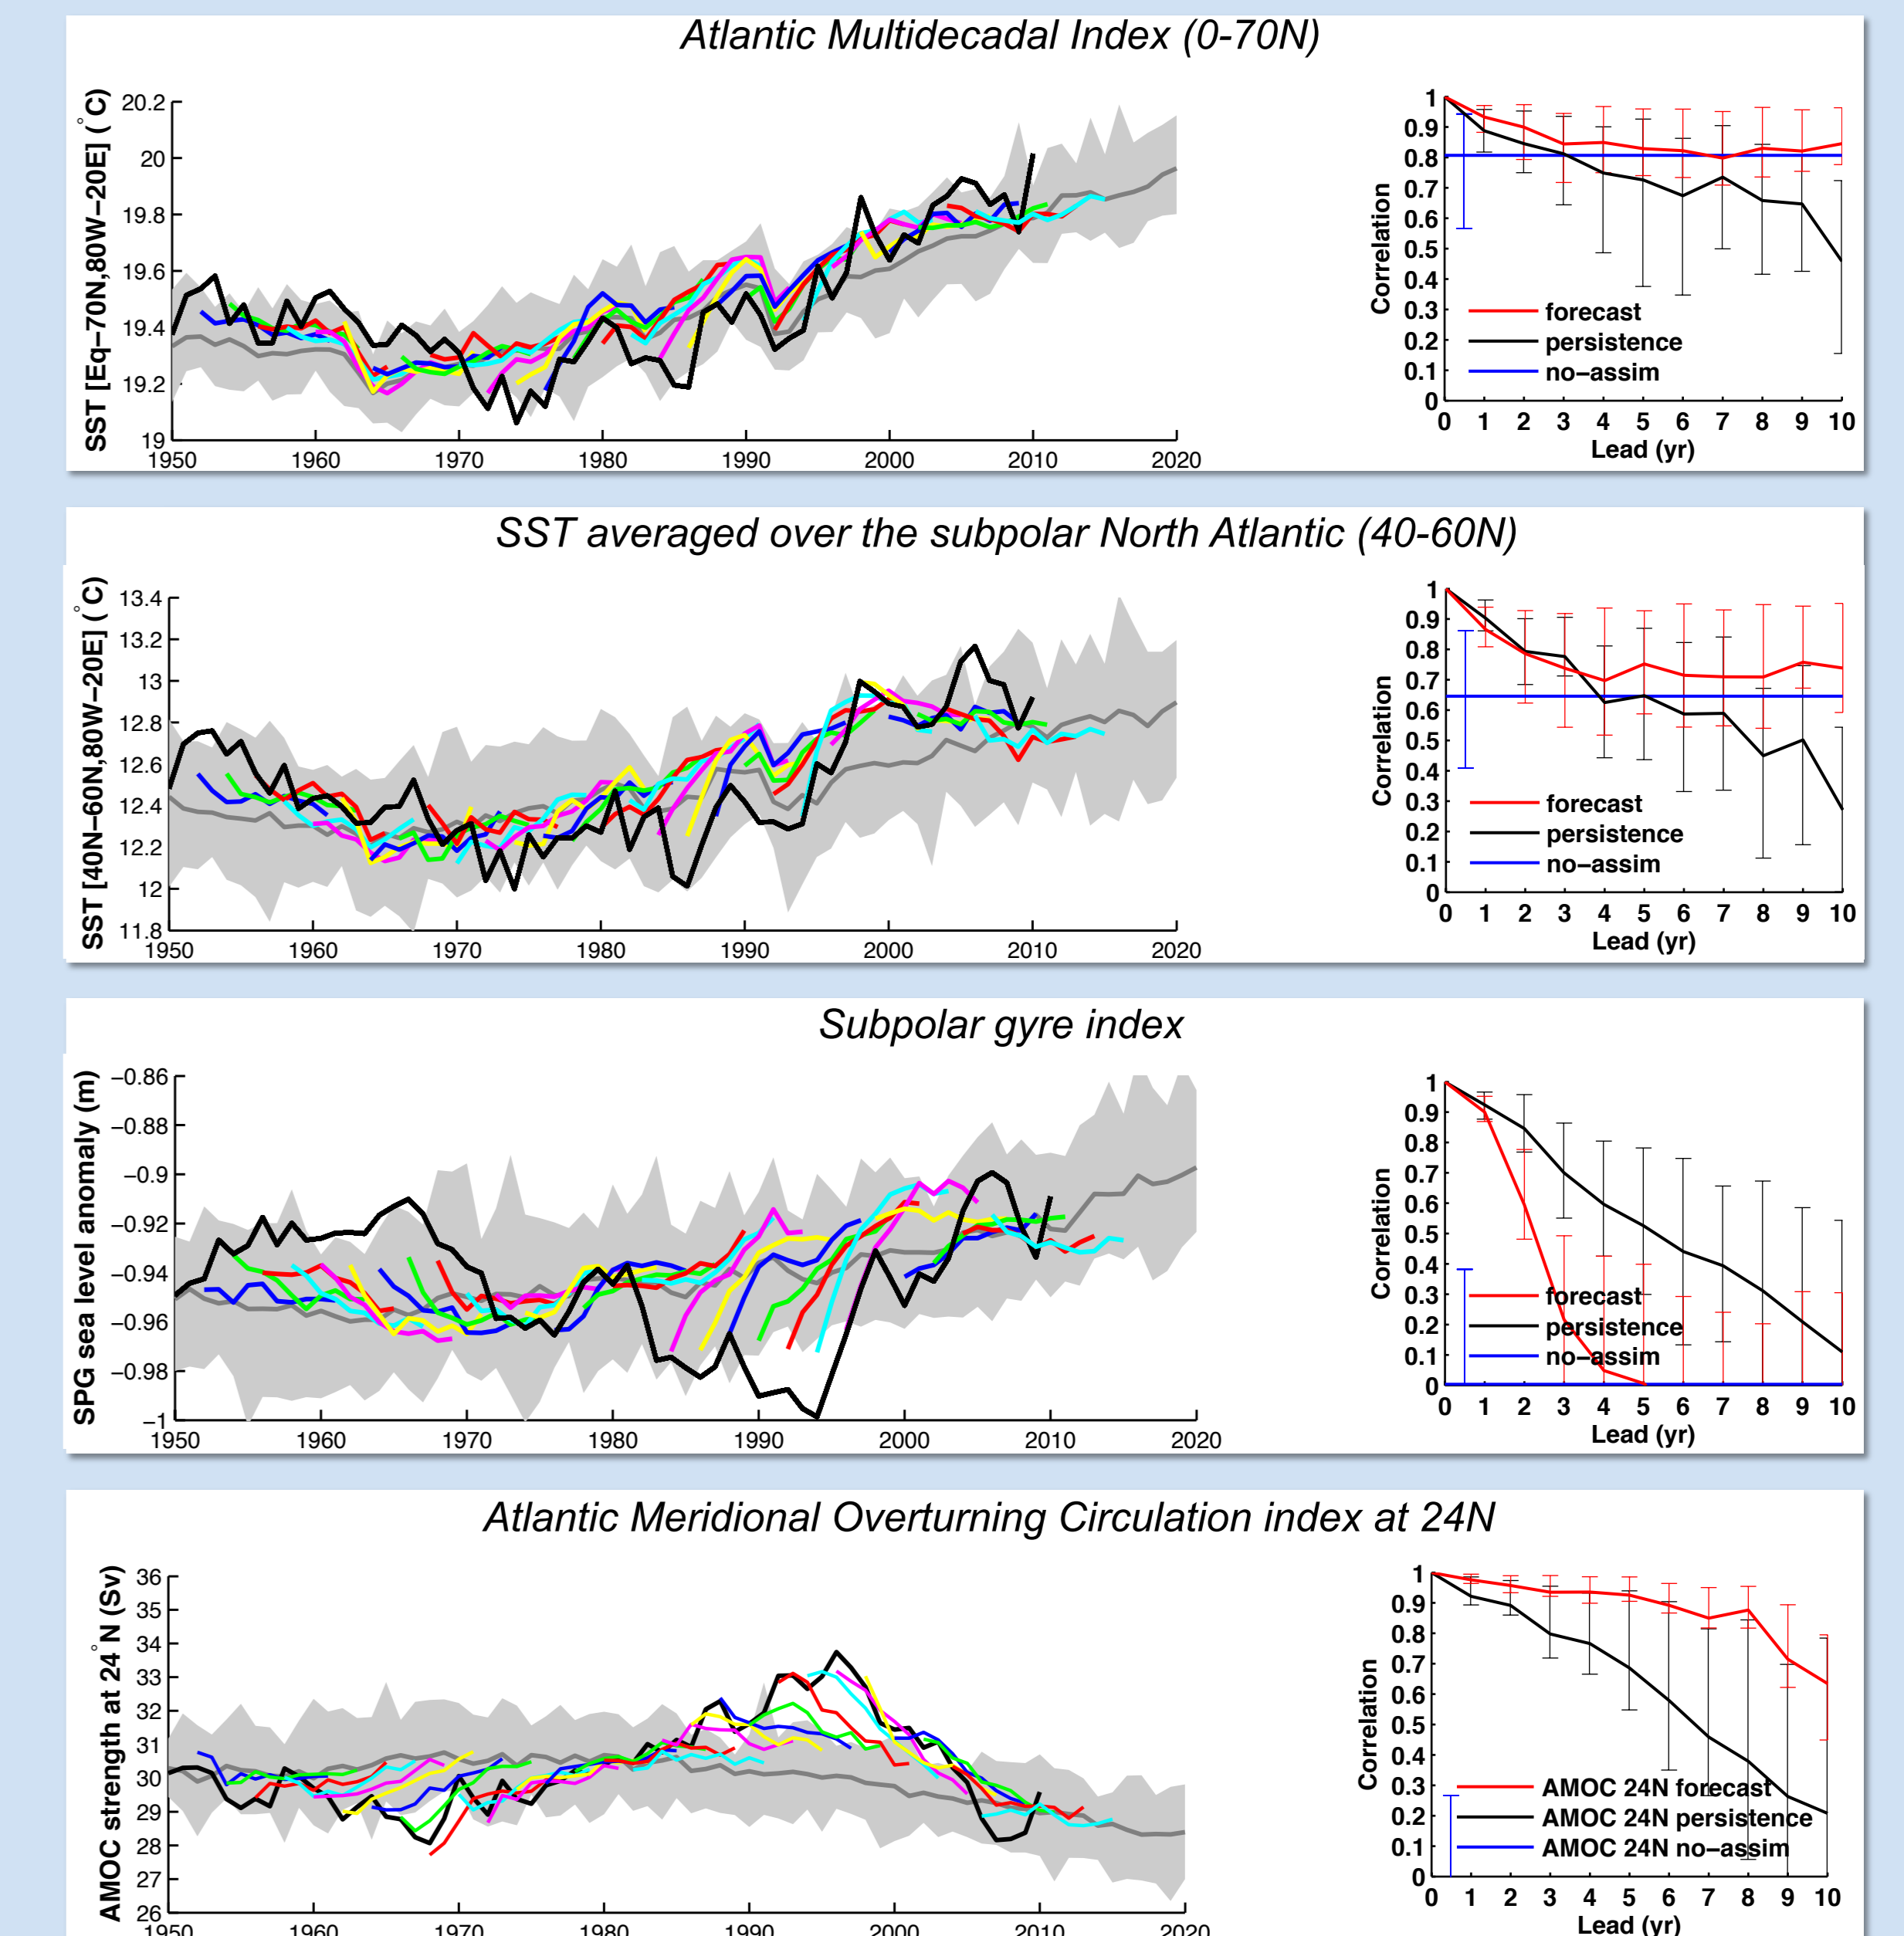 Atlantic Multidecadal Index (0-70N)
SST [Eq−70N,80W−20E] (°C)
20.2
20
19.8
19.6
19.4
19.2
19
1950 1960 1970 1980 1990 2000 2010 2020
Correlation
1
0.9
0.8
0.7
0.6
0.5
0.4
0.3
0.2
0.1
0
forecast
persistence
no−assim
0 1 2 3 4 5 6 7 8 9 10
Lead (yr)
SST averaged over the subpolar North Atlantic (40-60N)
SST [40N−60N,80W−20E] (°C)
13.4
13.2
13
12.8
12.6
12.4
12.2
12
11.8
1950 1960 1970 1980 1990 2000 2010 2020
Correlation
1
0.9
0.8
0.7
0.6
0.5
0.4
0.3
0.2
0.1
0
forecast
persistence
no−assim
0 1 2 3 4 5 6 7 8 9 10
Lead (yr)
Subpolar gyre index
SPG sea level anomaly (m)
−0.86
−0.88
−0.9
−0.92
−0.94
−0.96
−0.98
−1
1950 1960 1970 1980 1990 2000 2010 2020
Correlation
1
0.9
0.8
0.7
0.6
0.5
0.4
0.3
0.2
0.1
0
forecast
persistence
no−assim
0 1 2 3 4 5 6 7 8 9 10
Lead (yr)
Atlantic Meridional Overturning Circulation index at 24N
AMOC strength at 24°N (Sv)
36
35
34
33
32
31
30
29
28
27
26
1950 1960 1970 1980 1990 2000 2010 2020
Correlation
1
0.9
0.8
0.7
0.6
0.5
0.4
0.3
0.2
0.1
0
AMOC 24N forecast
AMOC 24N persistence
AMOC 24N no−assim
0 1 2 3 4 5 6 7 8 9 10
Lead (yr)